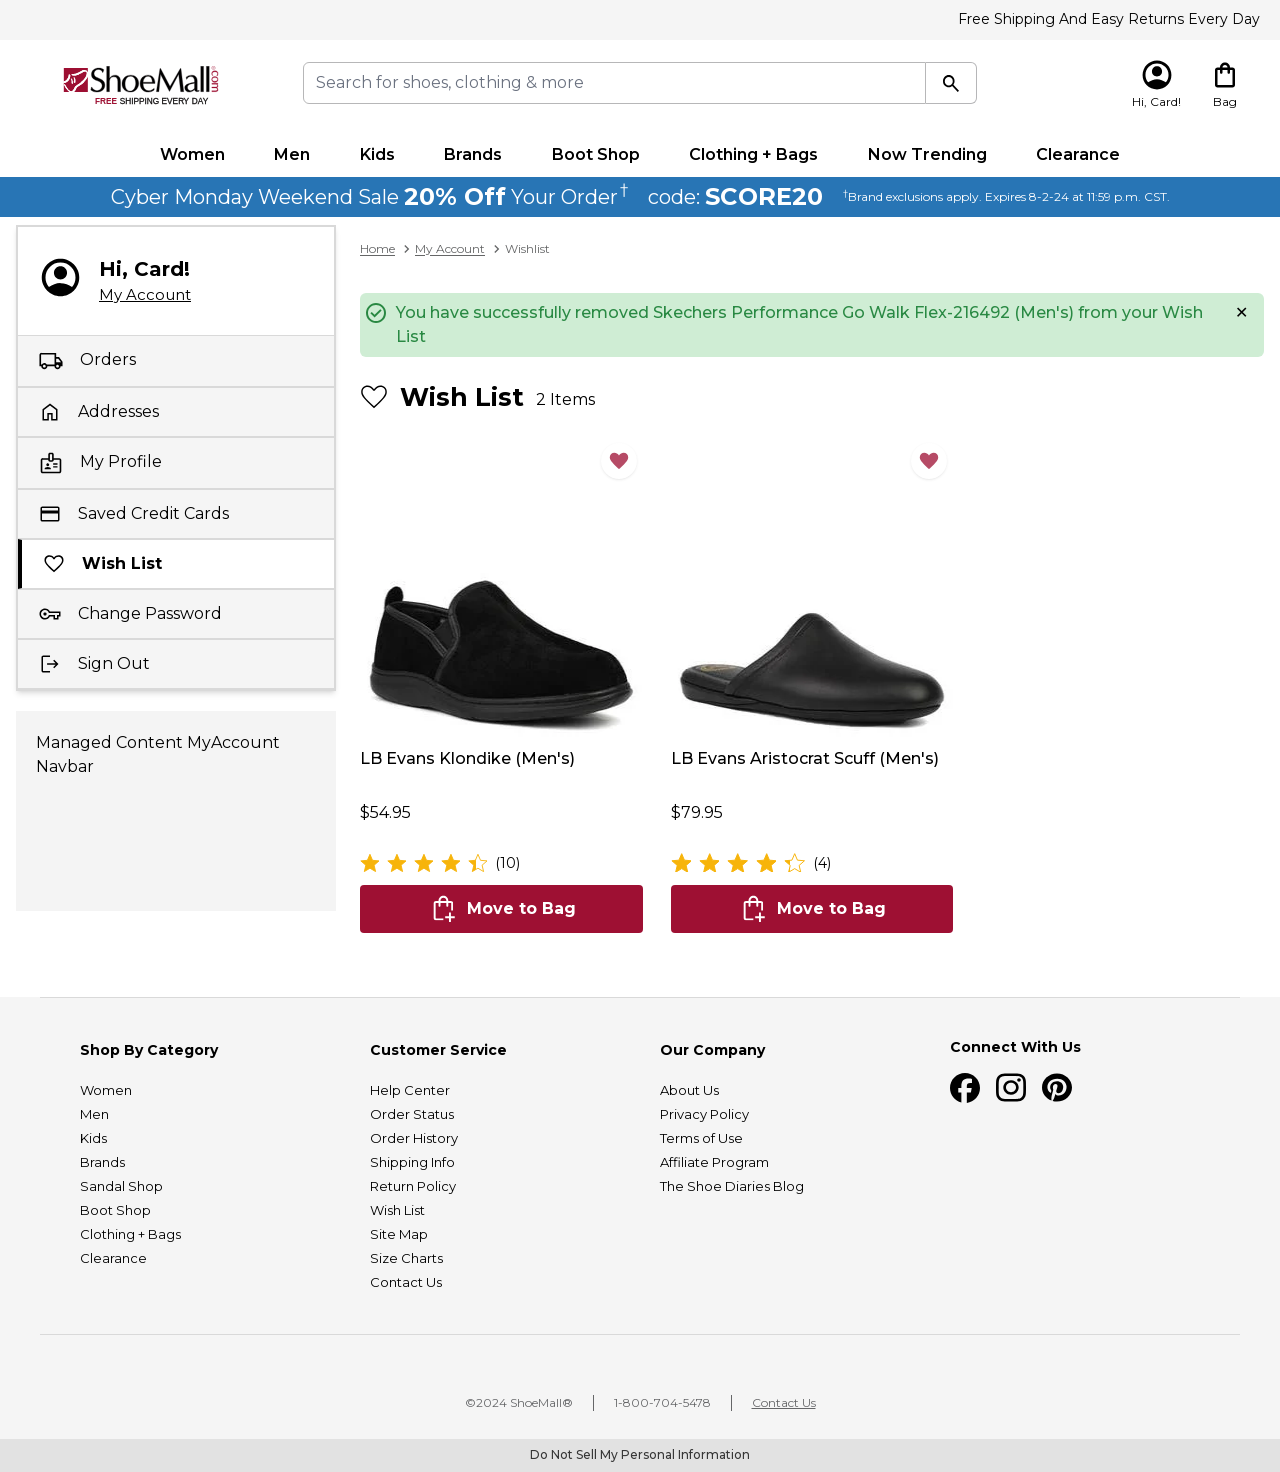 Free Shipping And Easy Returns Every Day
ShoeMall®.com
FREE SHIPPING EVERY DAY
Search for shoes, clothing & more
Hi, Card!
Bag
Women
Men
Kids
Brands
Boot Shop
Clothing + Bags
Now Trending
Clearance
Cyber Monday Weekend Sale 20% Off Your Order† code: SCORE20 †Brand exclusions apply. Expires 8-2-24 at 11:59 p.m. CST.
Hi, Card!
My Account
Orders
Addresses
My Profile
Saved Credit Cards
Wish List
Change Password
Sign Out
Managed Content MyAccount
Navbar
Home
My Account
Wishlist
You have successfully removed Skechers Performance Go Walk Flex-216492 (Men's) from your Wish
List
Wish List 2 Items
LB Evans Klondike (Men's)
$54.95
(10)
Move to Bag
LB Evans Aristocrat Scuff (Men's)
$79.95
(4)
Move to Bag
Shop By Category
Women
Men
Kids
Brands
Sandal Shop
Boot Shop
Clothing + Bags
Clearance
Customer Service
Help Center
Order Status
Order History
Shipping Info
Return Policy
Wish List
Site Map
Size Charts
Contact Us
Our Company
About Us
Privacy Policy
Terms of Use
Affiliate Program
The Shoe Diaries Blog
Connect With Us
©2024 ShoeMall®
1-800-704-5478
Contact Us
Do Not Sell My Personal Information